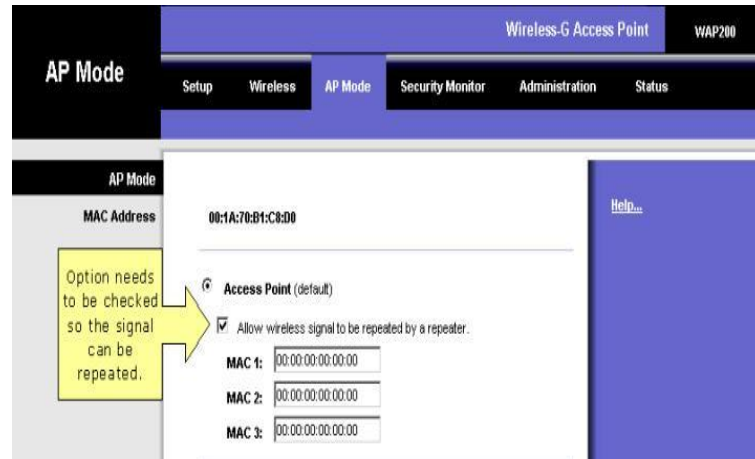 Wireless-G Access Point WAP200
AP Mode
Setup Wireless AP Mode Security Monitor Administration Status
AP Mode
MAC Address 00:1A:70:B1:C8:D0
Help...
Option needs
to be checked
so the signal
can be
repeated.
Access Point (default)
Allow wireless signal to be repeated by a repeater.
MAC 1: 00:00:00:00:00:00
MAC 2: 00:00:00:00:00:00
MAC 3: 00:00:00:00:00:00